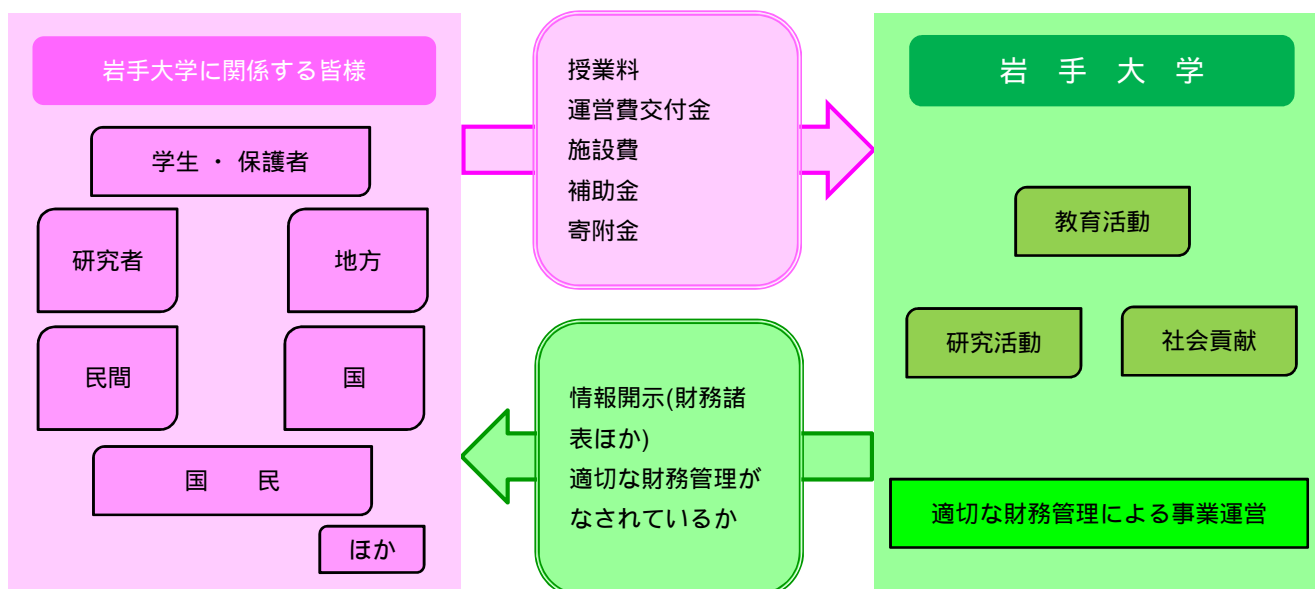 岩手大学に関係する皆様
学生 ・ 保護者
研究者
地方
民間
国
国 民
ほか
授業料
運営費交付金
施設費
補助金
寄附金
情報開示(財務諸
表ほか)
適切な財務管理が
なされているか
岩 手 大 学
教育活動
研究活動
社会貢献
適切な財務管理による事業運営